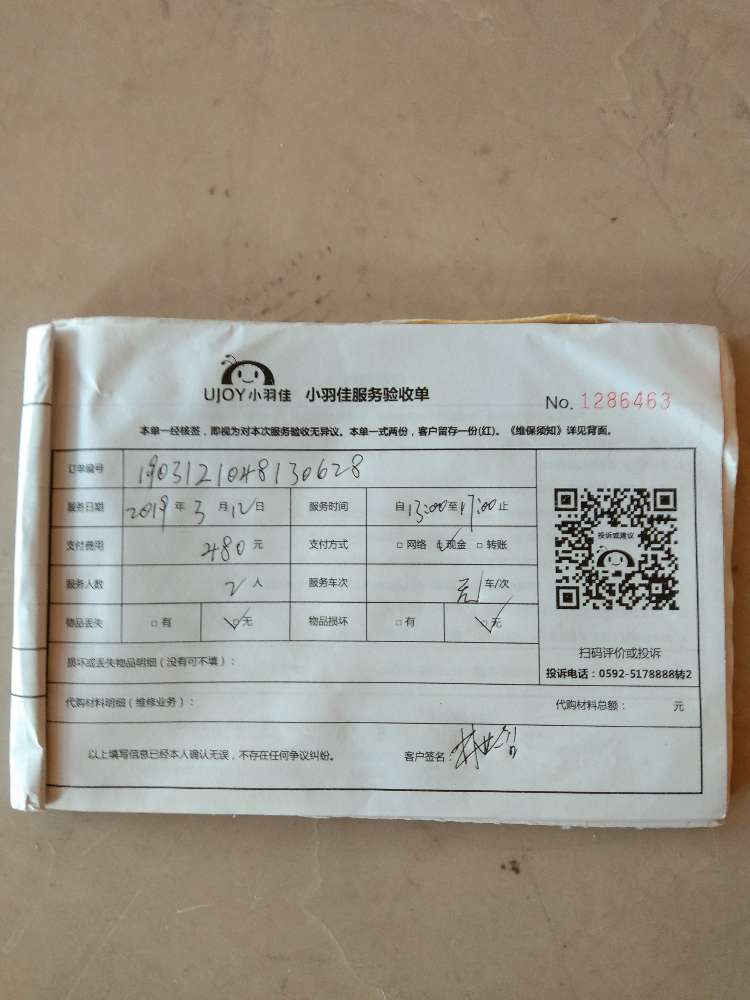 UJOY小羽佳 小羽佳服务验收单
No. 1286463
本单一经核签，即视为对本次服务验收无异议。本单一式两份，客户留存一份(红)。《维保须知》详见背面。
订单编号 1903121048130628
服务日期 2019 年 3 月 12 日 服务时间 自 13:00 至 17:00 止
支付费用 480 元 支付方式 □ 网络 □ 现金 □ 转账
服务人数 2 人 服务车次 无 车/次
物品丢失 □ 有 □ 无 物品损坏 □ 有 □ 无
投诉或建议
扫码评价或投诉
投诉电话：0592-5178888转2
损坏或丢失物品明细（没有可不填）：
代购材料明细（维修业务）： 代购材料总额： 元
以上填写信息已经本人确认无误，不存在任何争议纠纷。 客户签名：